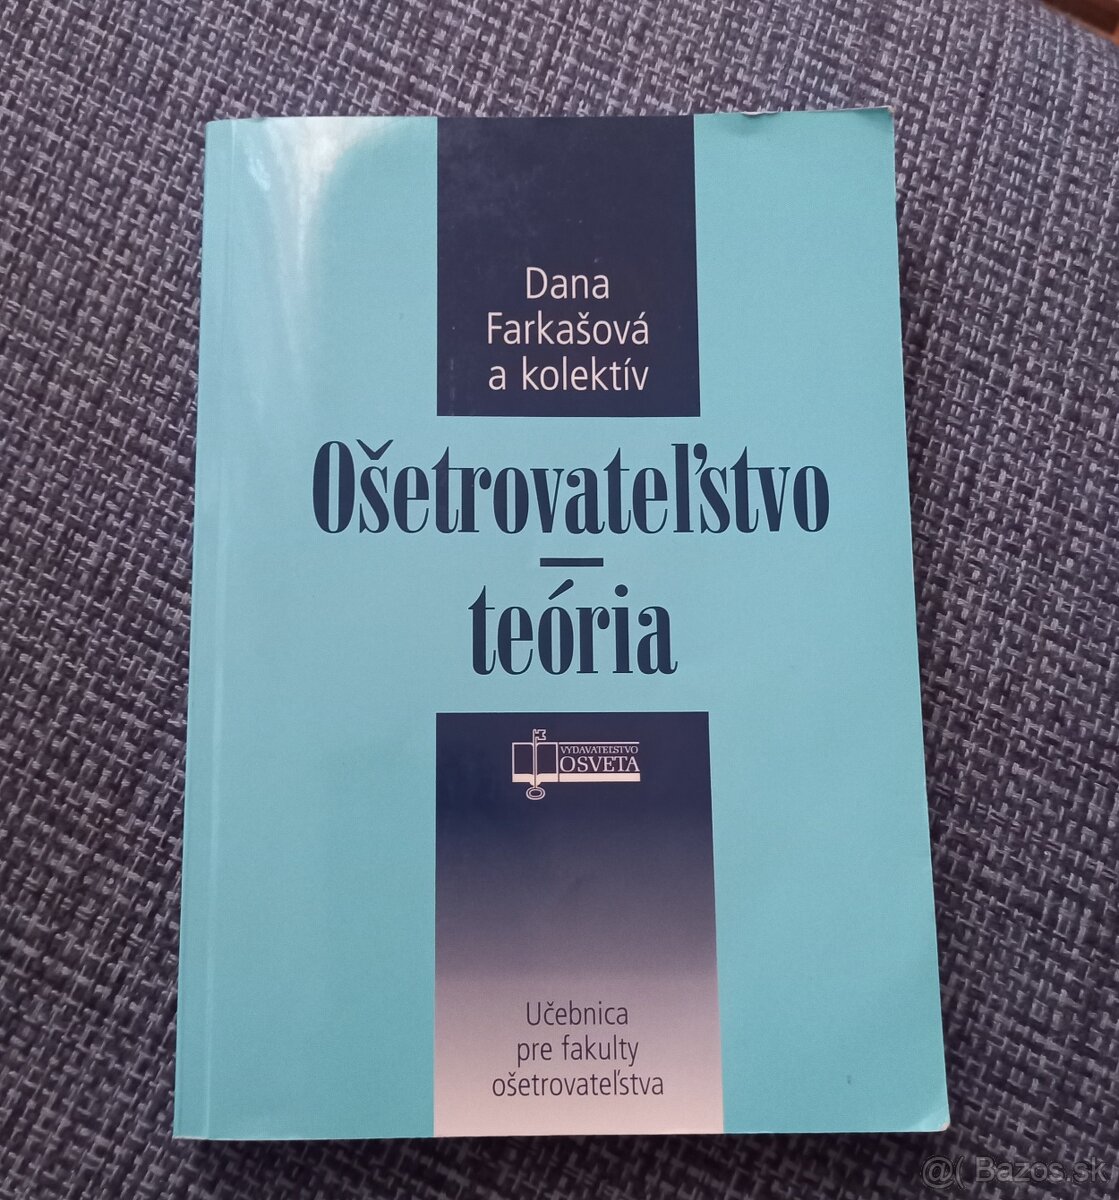 Dana
Farkašová
a kolektív
Ošetrovateľstvo
–
teória
VYDAVATEĽSTVO
OSVETA
Učebnica
pre fakulty
ošetrovateľstva
@( Bazos.sk